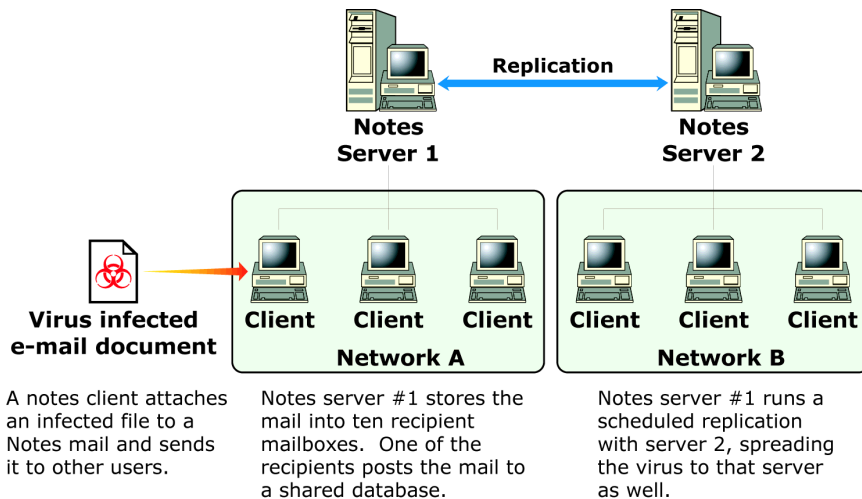 Replication
Notes
Server 1
Notes
Server 2
Virus infected
e-mail document
Client
Client
Client
Network A
Client
Client
Client
Network B
A notes client attaches
an infected file to a
Notes mail and sends
it to other users.
Notes server #1 stores the
mail into ten recipient
mailboxes.  One of the
recipients posts the mail to
a shared database.
Notes server #1 runs a
scheduled replication
with server 2, spreading
the virus to that server
as well.